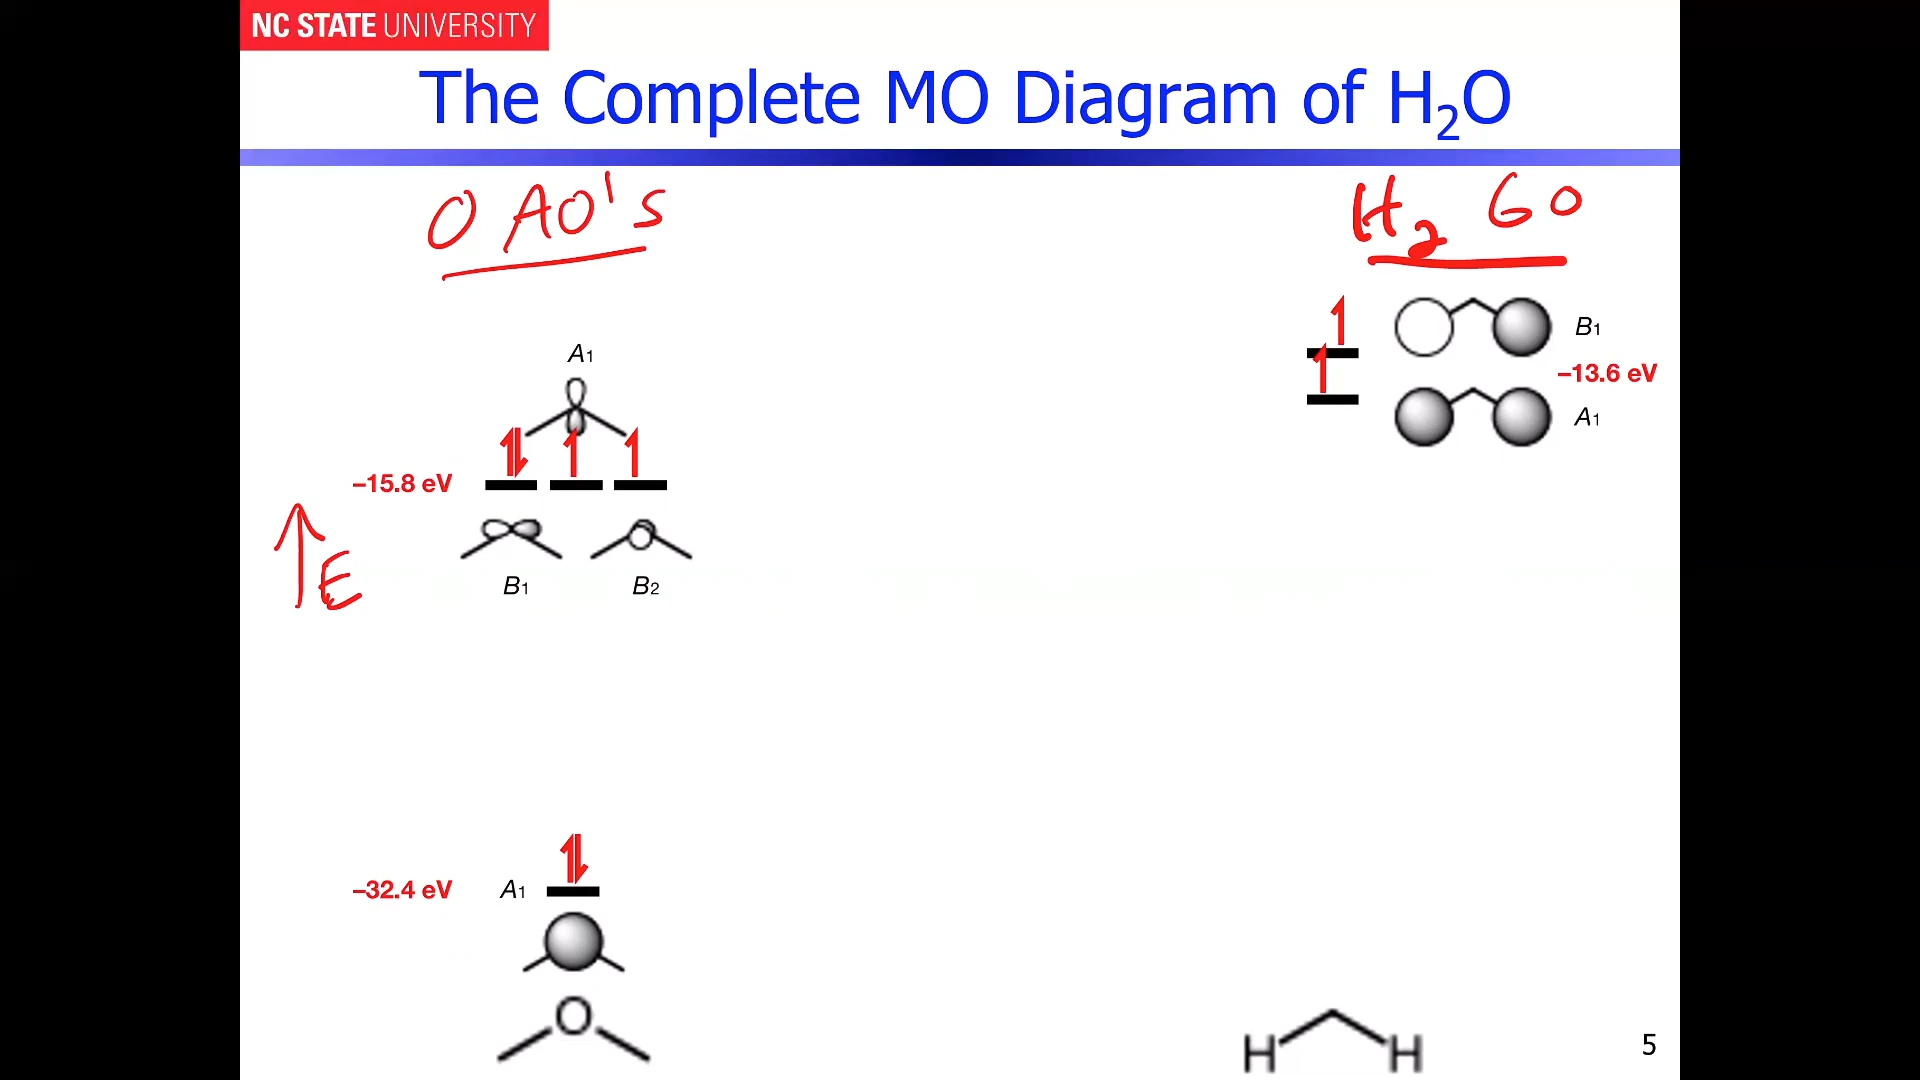 NC STATE UNIVERSITY
The Complete MO Diagram of H₂O
O AO's
H₂ GO
B₁
–13.6 eV
A₁
A₁
–15.8 eV
E
B₁ B₂
–32.4 eV A₁
O
H H
5